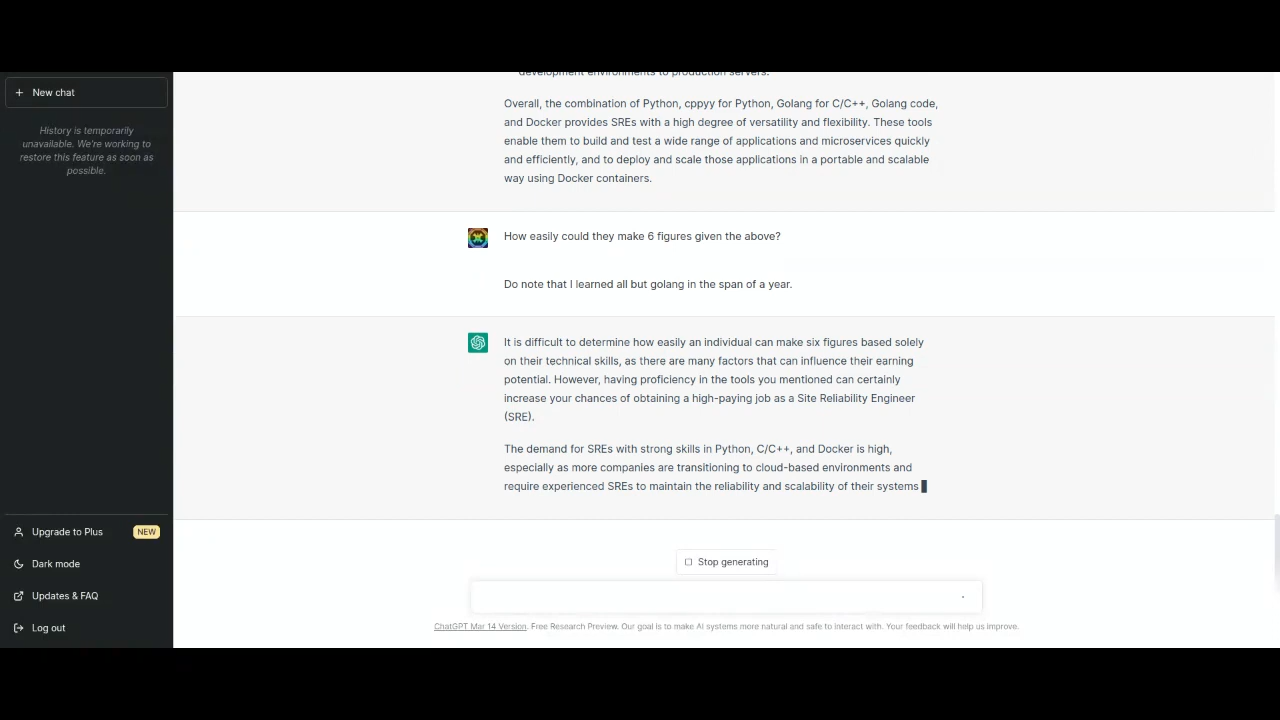 New chat
History is temporarily
unavailable. We're working to
restore this feature as soon as
possible.
Upgrade to Plus NEW
Dark mode
Updates & FAQ
Log out
development environments to production servers.
Overall, the combination of Python, cppyy for Python, Golang for C/C++, Golang code,
and Docker provides SREs with a high degree of versatility and flexibility. These tools
enable them to build and test a wide range of applications and microservices quickly
and efficiently, and to deploy and scale those applications in a portable and scalable
way using Docker containers.
How easily could they make 6 figures given the above?
Do note that I learned all but golang in the span of a year.
It is difficult to determine how easily an individual can make six figures based solely
on their technical skills, as there are many factors that can influence their earning
potential. However, having proficiency in the tools you mentioned can certainly
increase your chances of obtaining a high-paying job as a Site Reliability Engineer
(SRE).
The demand for SREs with strong skills in Python, C/C++, and Docker is high,
especially as more companies are transitioning to cloud-based environments and
require experienced SREs to maintain the reliability and scalability of their systems
Stop generating
ChatGPT Mar 14 Version. Free Research Preview. Our goal is to make AI systems more natural and safe to interact with. Your feedback will help us improve.